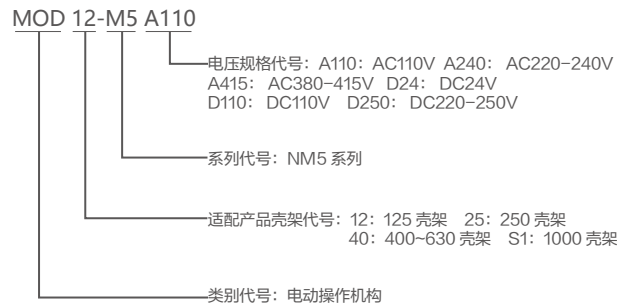 MOD 12-M5 A110
电压规格代号：A110：AC110V A240： AC220-240V
A415： AC380-415V D24： DC24V
D110： DC110V D250： DC220-250V
系列代号：NM5 系列
适配产品壳架代号：12：125 壳架 25：250 壳架
40：400~630 壳架 S1：1000 壳架
类别代号：电动操作机构